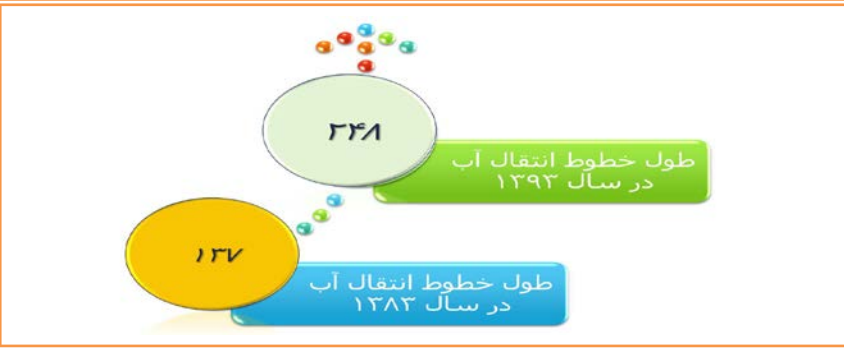 ۲۴۸
طول خطوط انتقال آب
در سال ۱۳۹۳
۱۳۷
طول خطوط انتقال آب
در سال ۱۳۸۳